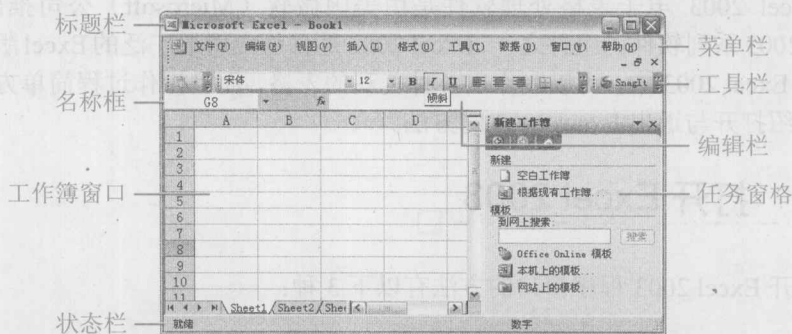 标题栏
Microsoft Excel - Book1
文件(F) 编辑(E) 视图(V) 插入(I) 格式(O) 工具(T) 数据(D) 窗口(W) 帮助(H)
菜单栏
宋体 12 B I U SnagIt
工具栏
名称框
G8 fx
倾斜
编辑栏
A B C D
1
2
3
4
5
6
7
8
9
10
11
工作簿窗口
新建工作簿
新建
空白工作簿
根据现有工作簿...
任务窗格
模板
到网上搜索:
搜索
Office Online 模板
本机上的模板...
网站上的模板...
Sheet1 Sheet2 Shee
状态栏
就绪 数字